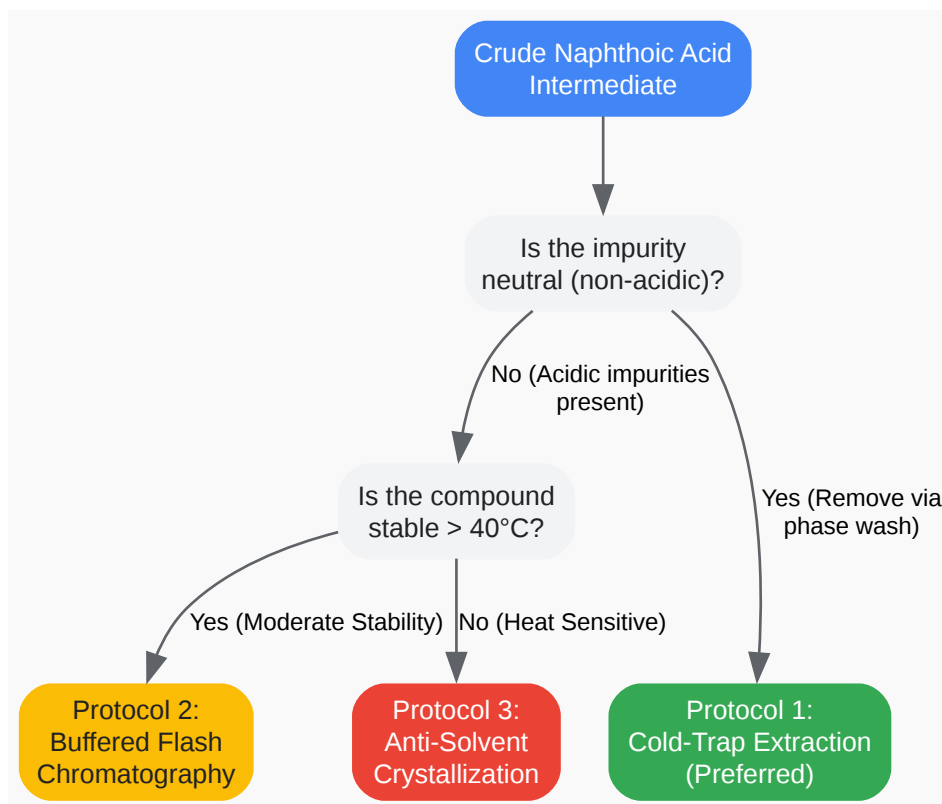 Crude Naphthoic Acid
Intermediate
Is the impurity
neutral (non-acidic)?
No (Acidic impurities
present)
Is the compound
stable > 40°C?
Yes (Remove via
phase wash)
Yes (Moderate Stability)
No (Heat Sensitive)
Protocol 2:
Buffered Flash
Chromatography
Protocol 3:
Anti-Solvent
Crystallization
Protocol 1:
Cold-Trap Extraction
(Preferred)